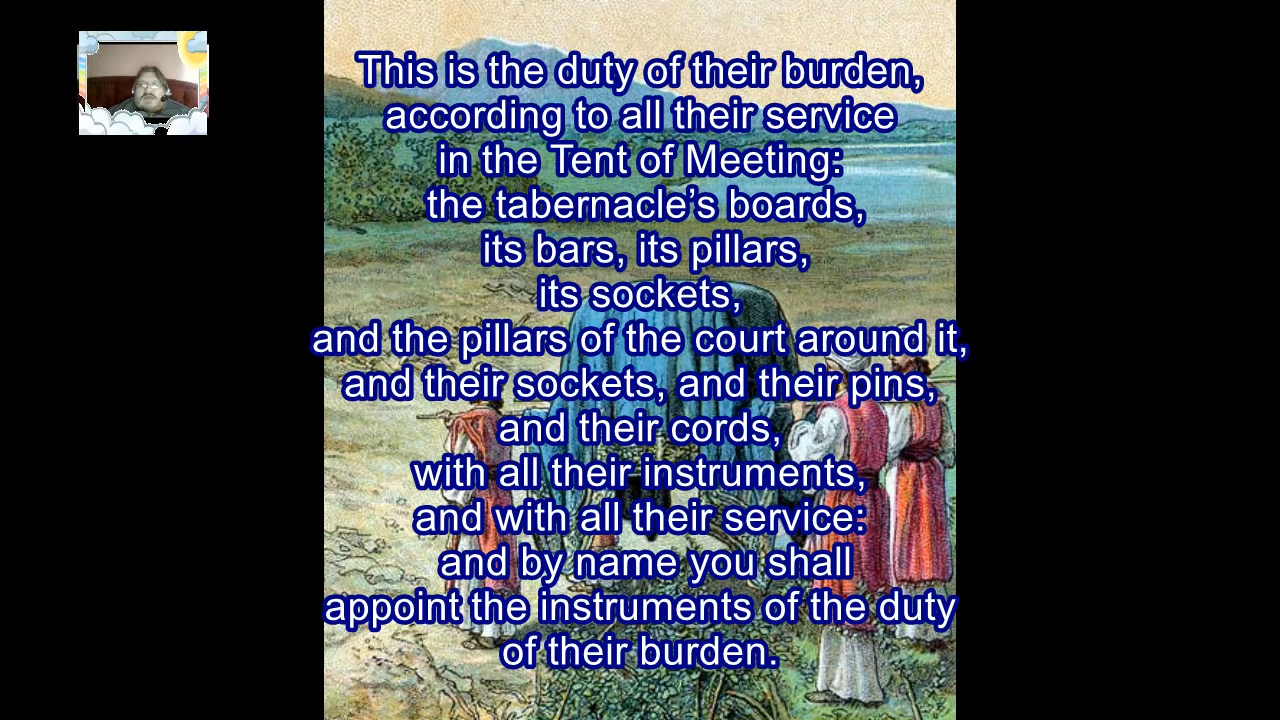 This is the duty of their burden,
according to all their service
in the Tent of Meeting:
the tabernacle’s boards,
its bars, its pillars,
its sockets,
and the pillars of the court around it,
and their sockets, and their pins,
and their cords,
with all their instruments,
and with all their service:
and by name you shall
appoint the instruments of the duty
of their burden.